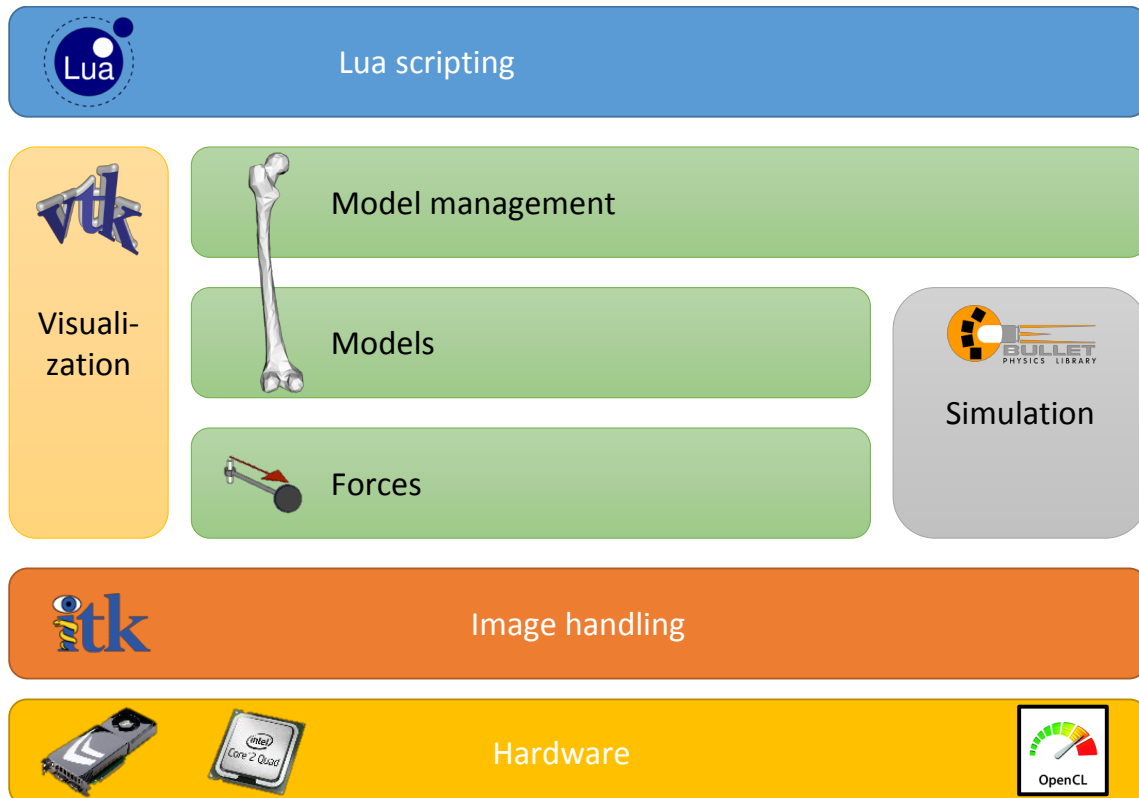 Lua
Lua scripting
vtk
Visuali-
zation
Model management
Models
Forces
BULLET
PHYSICS LIBRARY
Simulation
itk
Image handling
intel
Core 2 Quad
Hardware
OpenCL